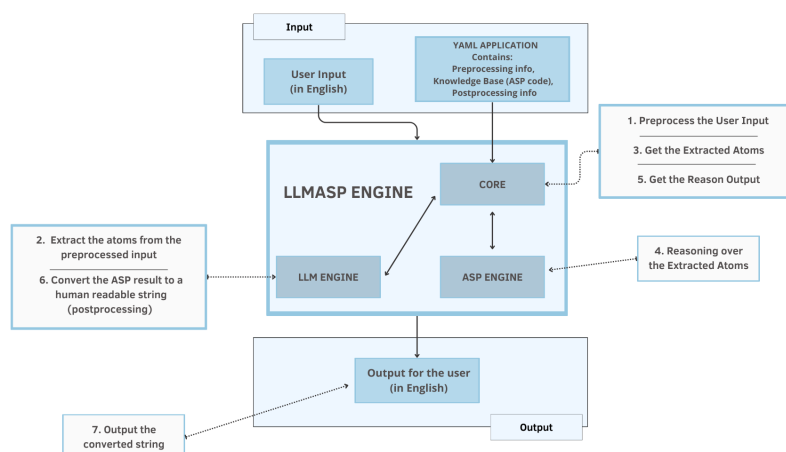 Input
User Input
(in English)
YAML APPLICATION
Contains:
Preprocessing info,
Knowledge Base (ASP code),
Postprocessing info
1. Preprocess the User Input
3. Get the Extracted Atoms
5. Get the Reason Output
LLMASP ENGINE
CORE
LLM ENGINE
ASP ENGINE
2. Extract the atoms from the
preprocessed input
6. Convert the ASP result to a
human readable string
(postprocessing)
4. Reasoning over
the Extracted Atoms
Output for the user
(in English)
7. Output the
converted string
Output